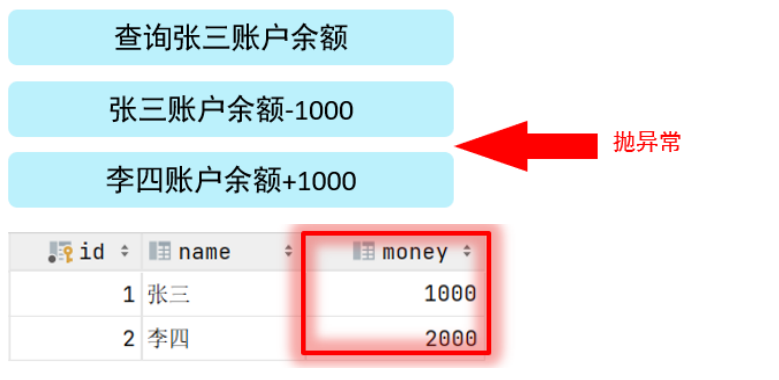 查询张三账户余额
张三账户余额-1000
抛异常
李四账户余额+1000
id name money
1 张三 1000
2 李四 2000